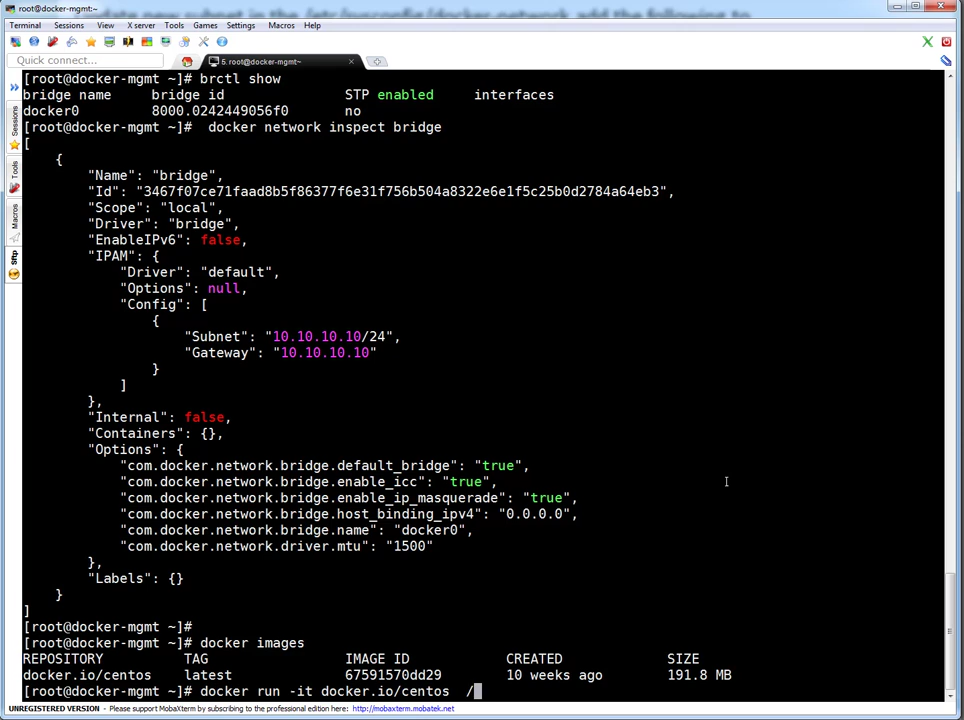 root@docker-mgmt:~
Terminal Sessions View X server Tools Games Settings Macros Help
Quick connect...
5. root@docker-mgmt~
Sessions
Tools
Macros
Sftp
[root@docker-mgmt ~]# brctl show
bridge name     bridge id               STP enabled     interfaces
docker0         8000.0242449056f0       no
[root@docker-mgmt ~]#  docker network inspect bridge
[
    {
        "Name": "bridge",
        "Id": "3467f07ce71faad8b5f86377f6e31f756b504a8322e6e1f5c25b0d2784a64eb3",
        "Scope": "local",
        "Driver": "bridge",
        "EnableIPv6": false,
        "IPAM": {
            "Driver": "default",
            "Options": null,
            "Config": [
                {
                    "Subnet": "10.10.10.10/24",
                    "Gateway": "10.10.10.10"
                }
            ]
        },
        "Internal": false,
        "Containers": {},
        "Options": {
            "com.docker.network.bridge.default_bridge": "true",
            "com.docker.network.bridge.enable_icc": "true",
            "com.docker.network.bridge.enable_ip_masquerade": "true",
            "com.docker.network.bridge.host_binding_ipv4": "0.0.0.0",
            "com.docker.network.bridge.name": "docker0",
            "com.docker.network.driver.mtu": "1500"
        },
        "Labels": {}
    }
]
[root@docker-mgmt ~]#
[root@docker-mgmt ~]# docker images
REPOSITORY          TAG                 IMAGE ID            CREATED             SIZE
docker.io/centos    latest              67591570dd29        10 weeks ago        191.8 MB
[root@docker-mgmt ~]# docker run -it docker.io/centos  /
UNREGISTERED VERSION - Please support MobaXterm by subscribing to the professional edition here: http://mobaxterm.mobatek.net